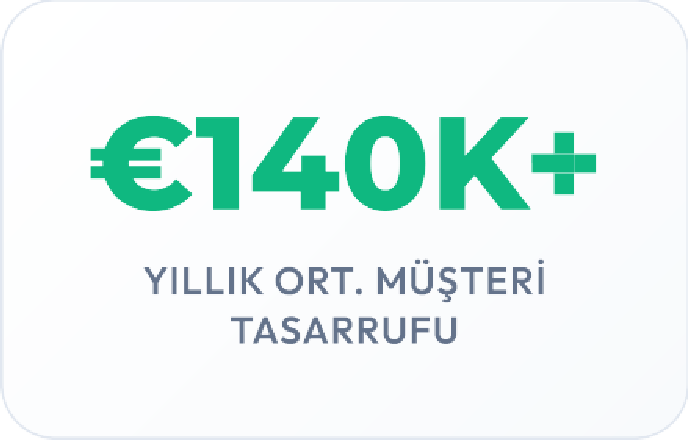 €140K+
YILLIK ORT. MÜŞTERİ
TASARRUFU